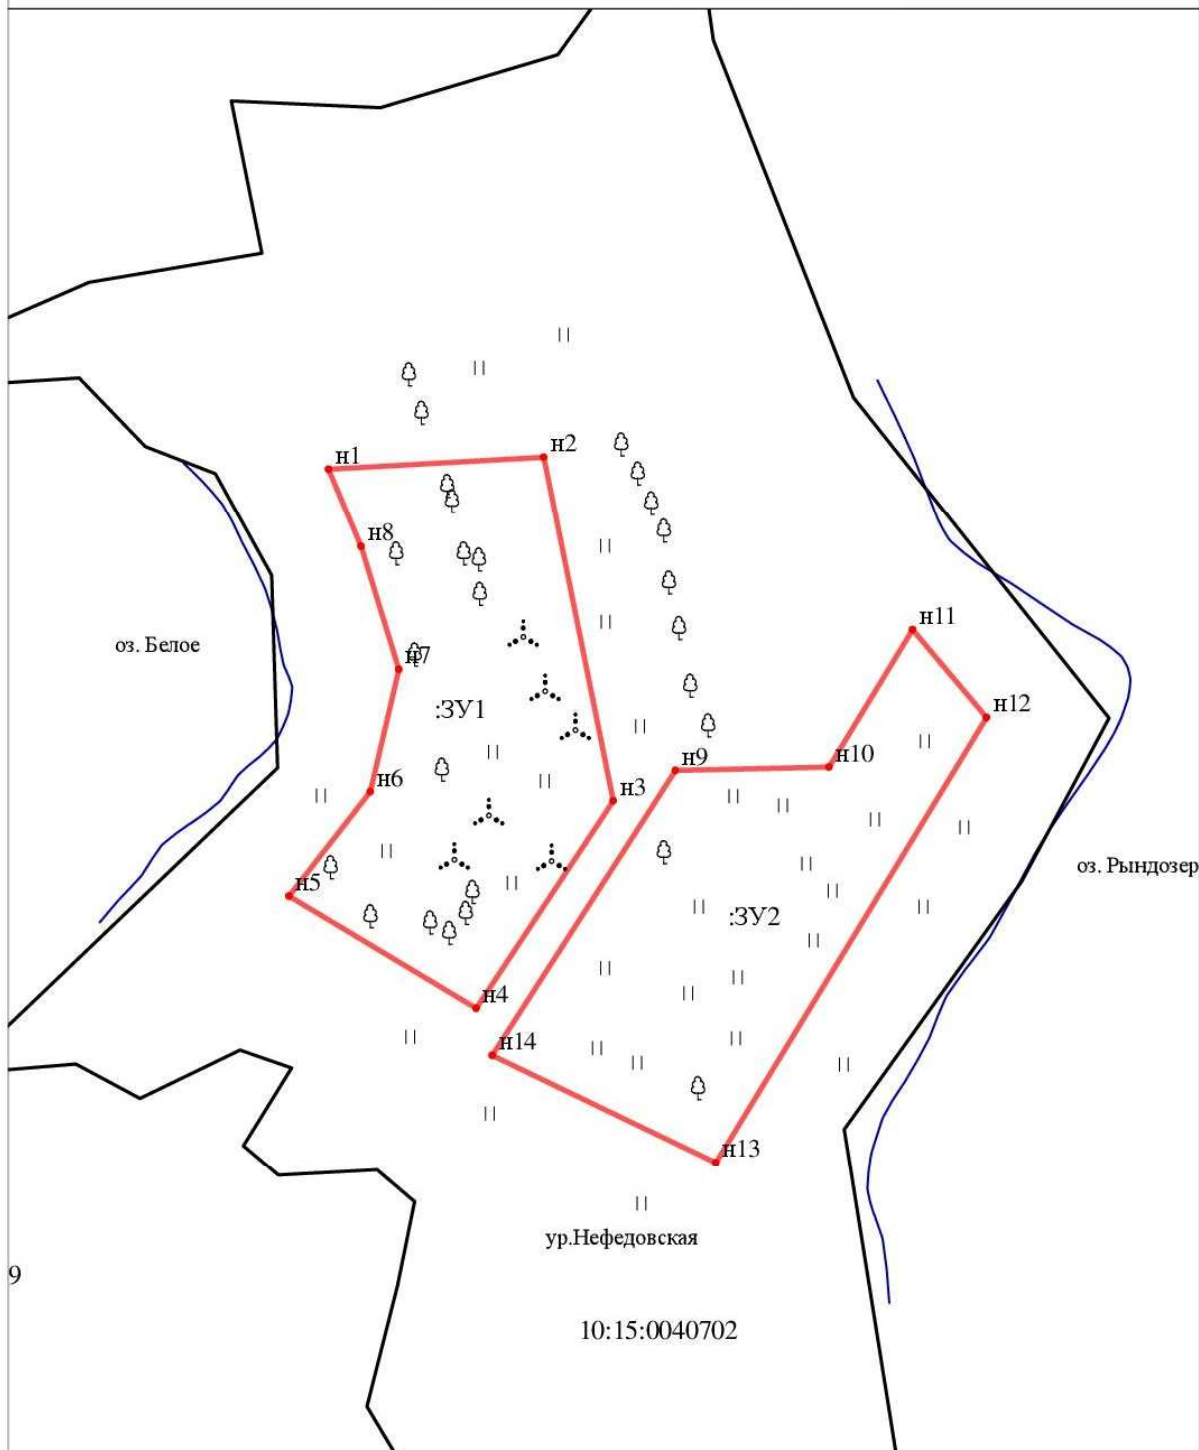 н1
н2
н8
оз. Белое
н7
:ЗУ1
н11
н12
н6
н9
н10
н3
оз. Рындозер
н5
:ЗУ2
н4
н14
н13
ур.Нефедовская
9
10:15:0040702